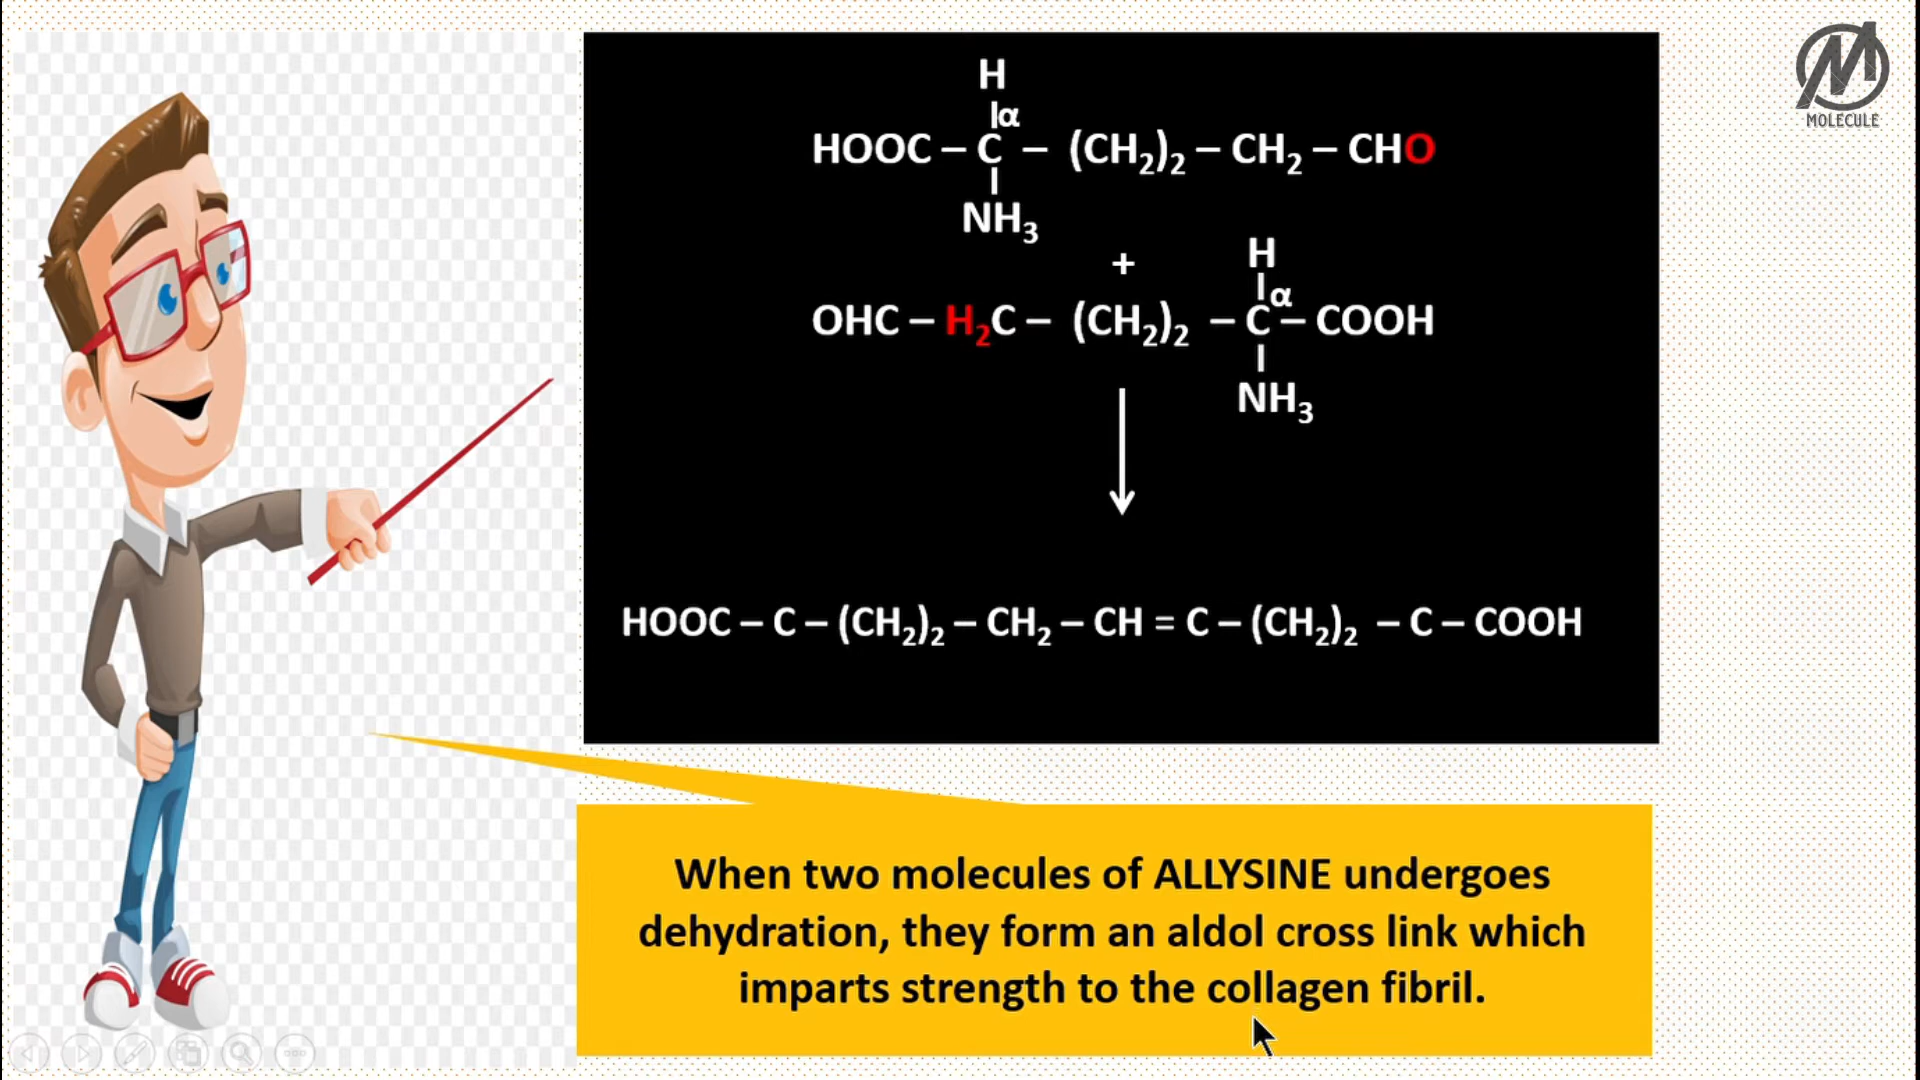 MOLECULE
H
α
HOOC – C – (CH₂)₂ – CH₂ – CHO
NH₃
+
H
α
OHC – H₂C – (CH₂)₂ – C – COOH
NH₃
HOOC – C – (CH₂)₂ – CH₂ – CH = C – (CH₂)₂ – C – COOH
When two molecules of ALLYSINE undergoes
dehydration, they form an aldol cross link which
imparts strength to the collagen fibril.